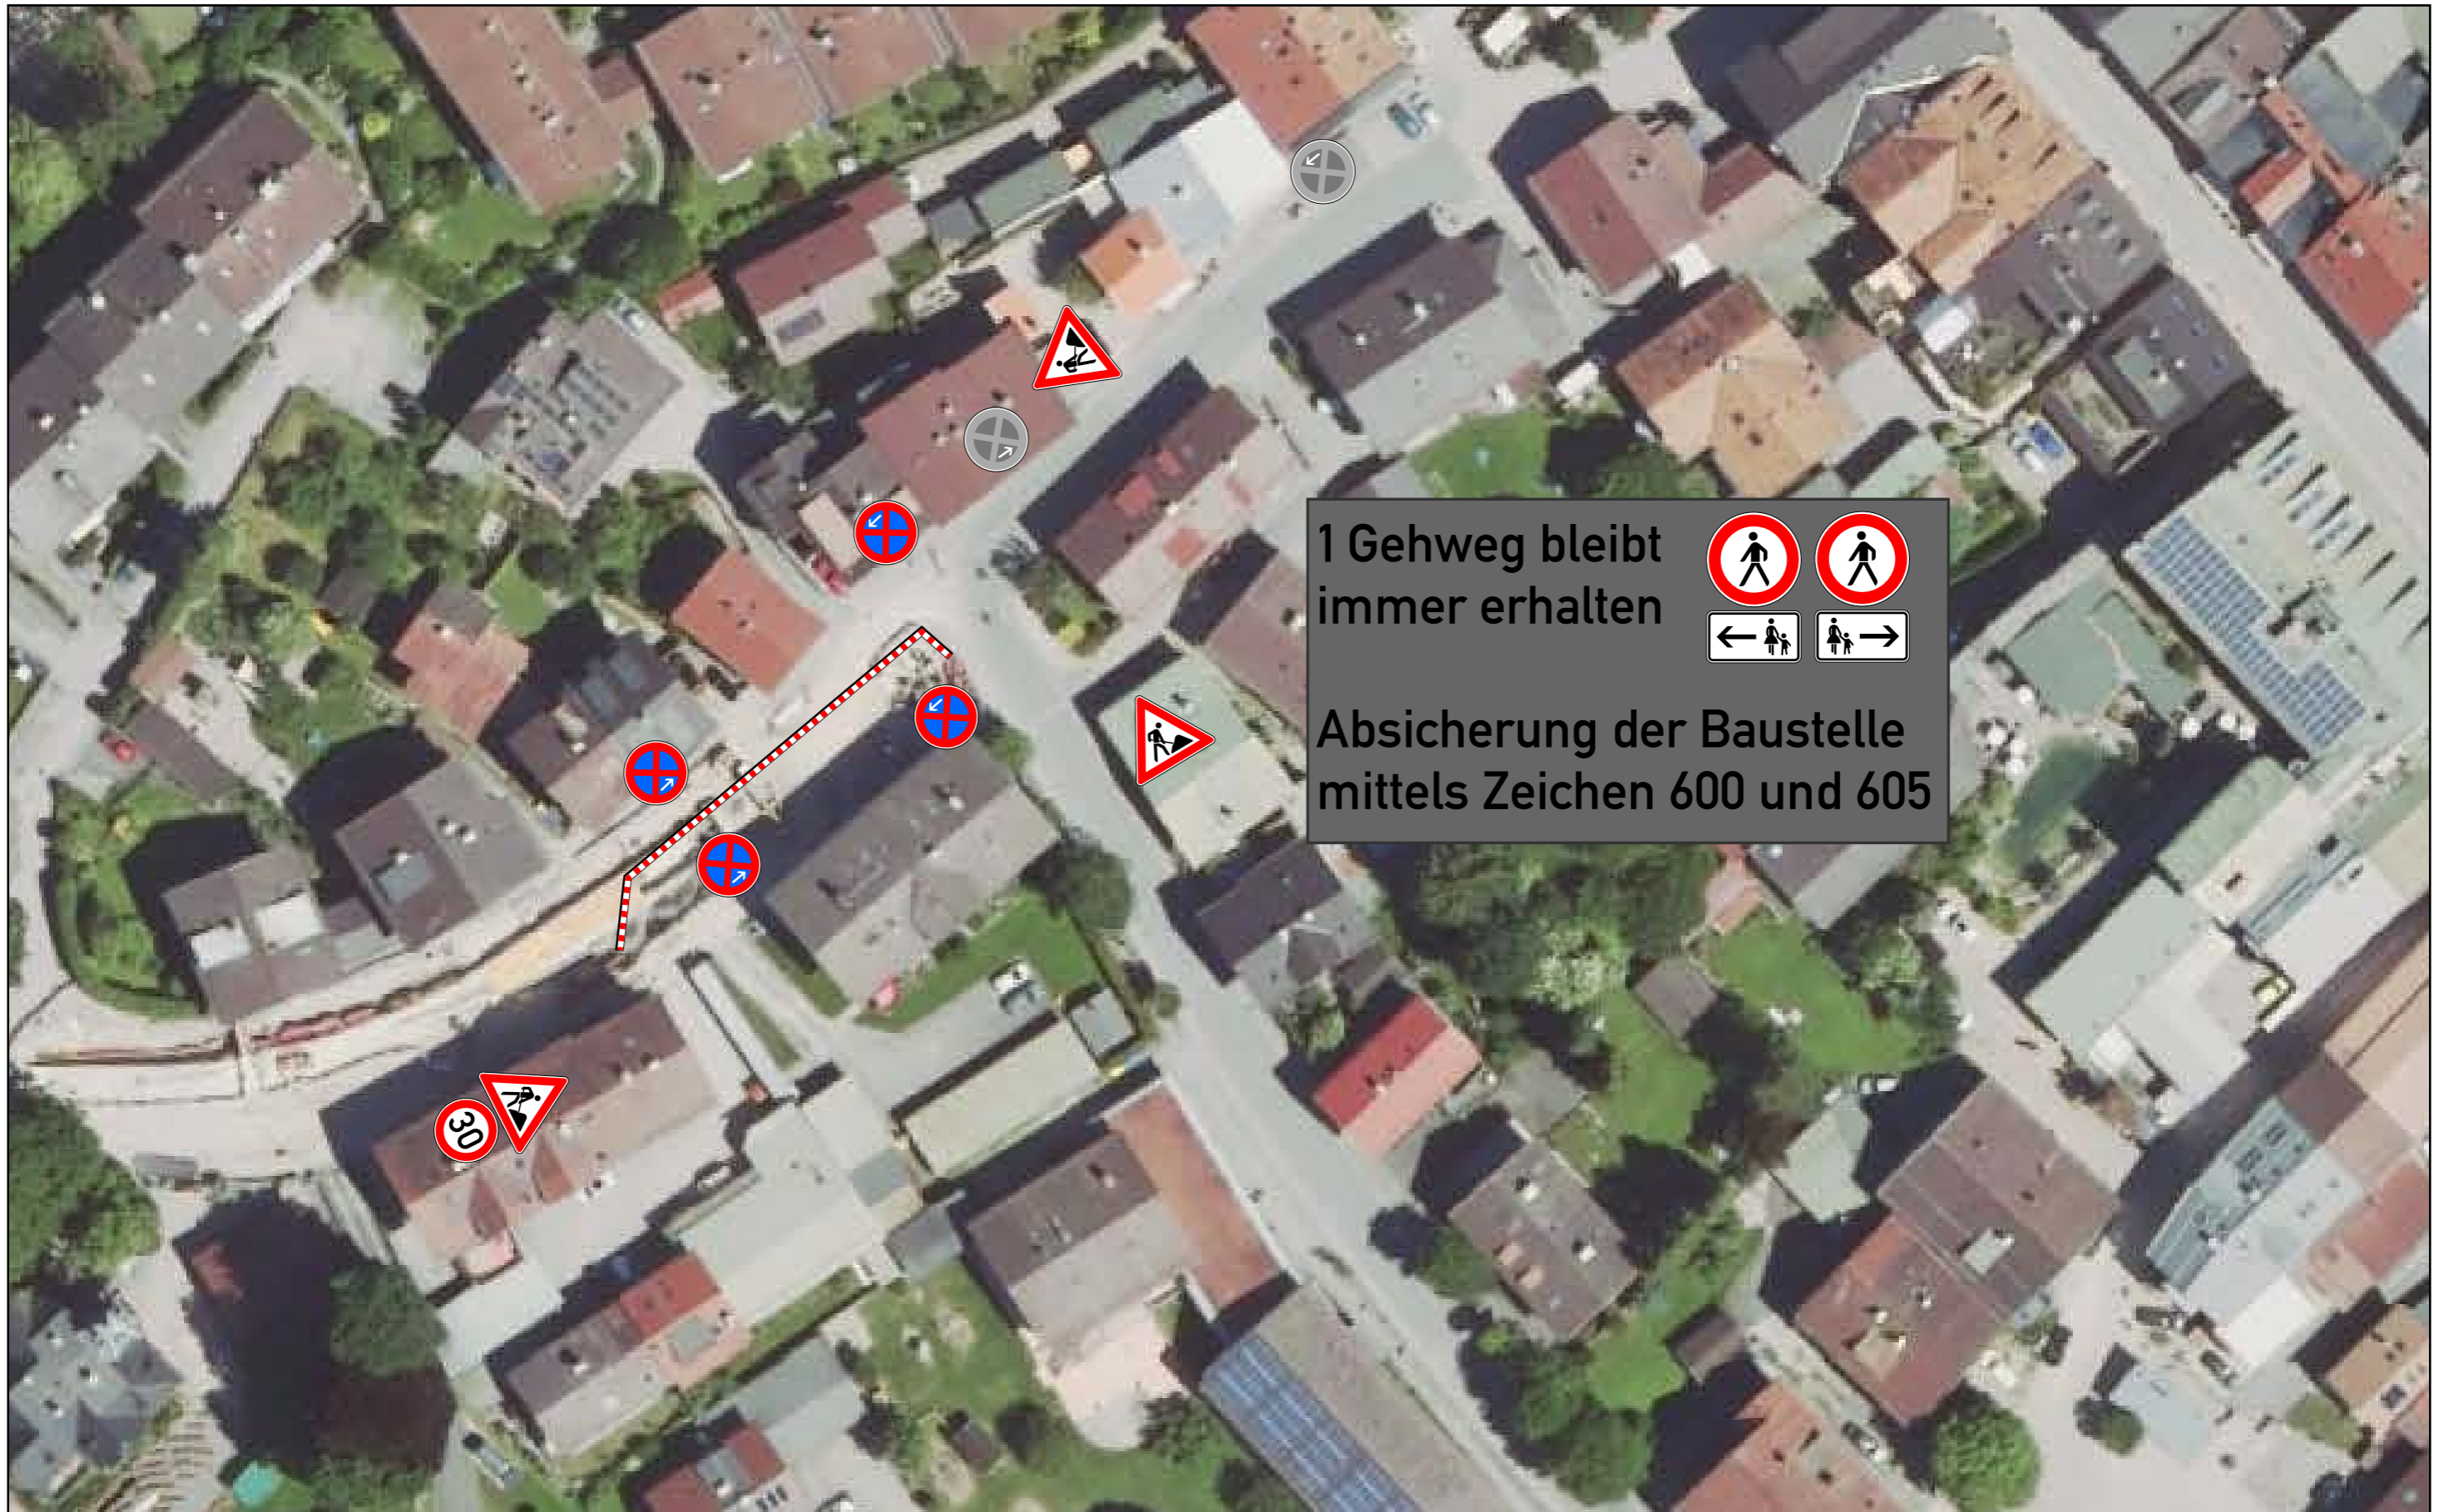 1 Gehweg bleibt
immer erhalten
Absicherung der Baustelle
mittels Zeichen 600 und 605
30